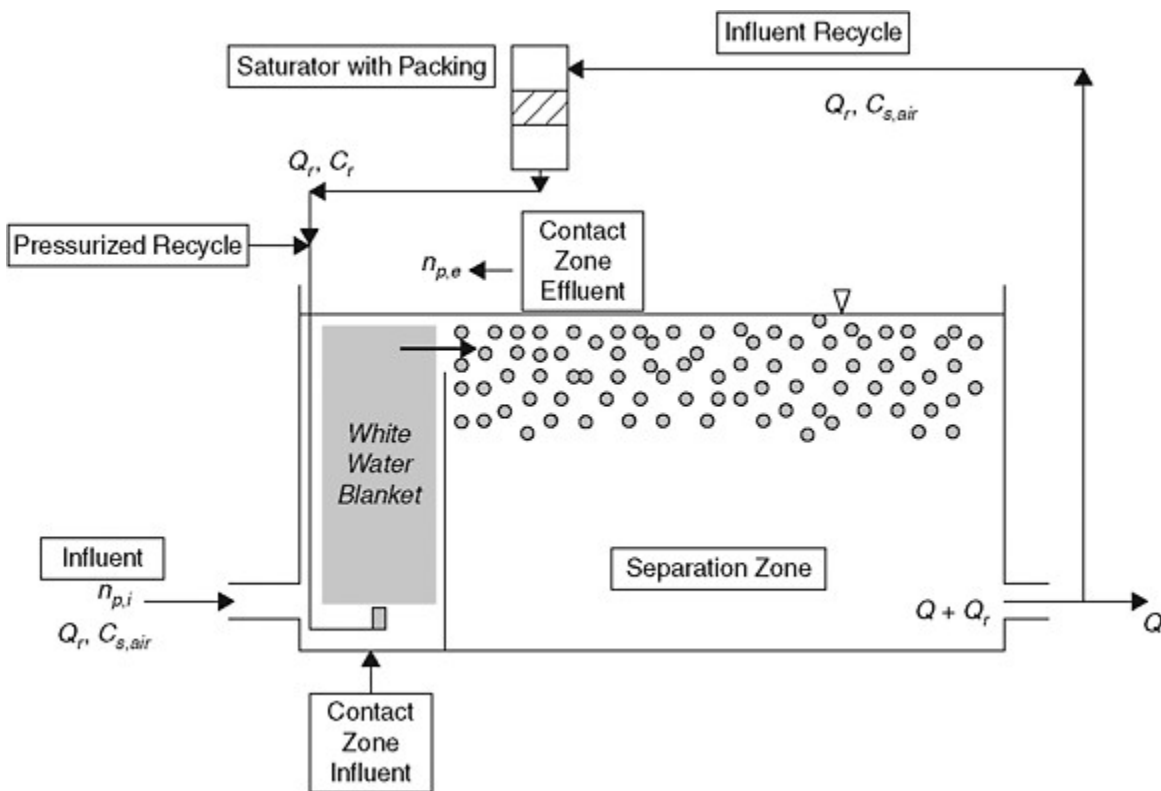 Influent Recycle
Saturator with Packing
Qr, Cs,air
Qr, Cr
Pressurized Recycle
Contact
Zone
Effluent
np,e
White
Water
Blanket
Influent
np,i
Qr, Cs,air
Separation Zone
Q + Qr
Q
Contact
Zone
Influent